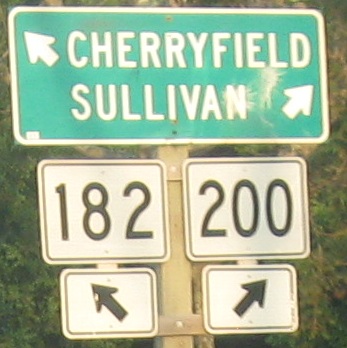 CHERRYFIELD
SULLIVAN
182 200